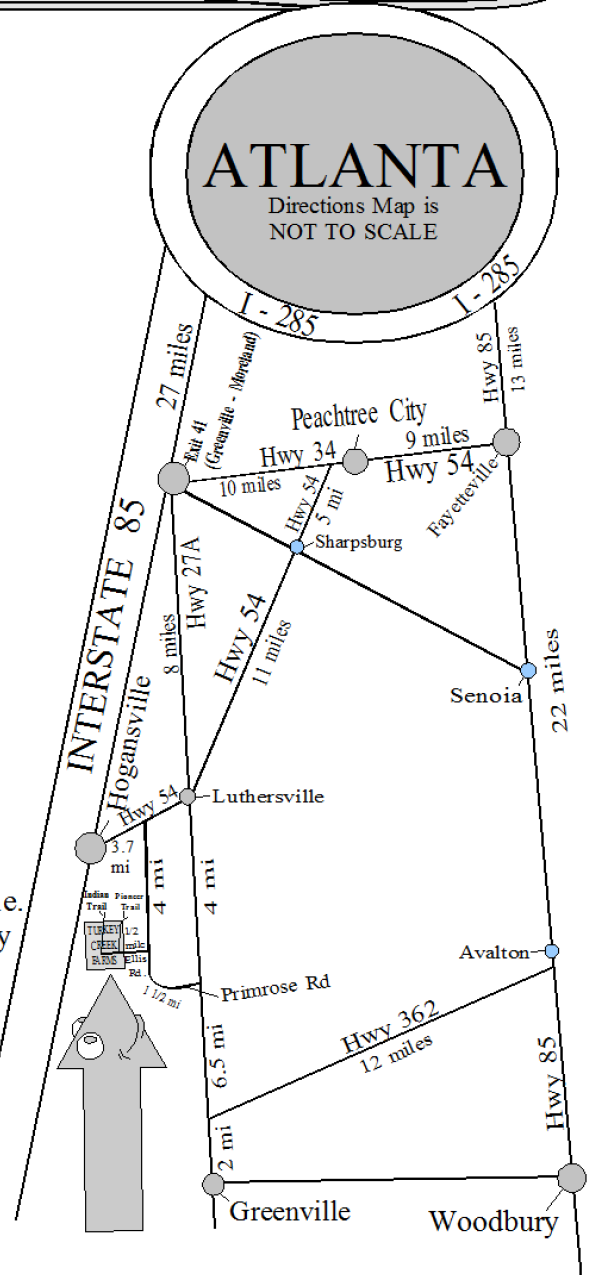 ATLANTA
Directions Map is
NOT TO SCALE
I - 285
I - 285
27 miles
Exit 41
(Greenville - Moreland)
Hwy 85
13 miles
Peachtree City
Hwy 34
10 miles
9 miles
Hwy 54
Fayetteville
Hwy 54
5 mi
Sharpsburg
INTERSTATE 85
Hwy 27A
8 miles
Hwy 54
11 miles
Senoia
22 miles
Hogansville
Hwy 54
Luthersville
3.7
mi
4 mi
4 mi
Indian
Trail
Pioneer
Trail
TURKEY
CREEK
FARMS
1/2
mile
Ellis
Rd.
1 1/2 mi
Primrose Rd
e.
y
Avalton
Hwy 362
12 miles
6.5 mi
Hwy 85
2 mi
Greenville
Woodbury